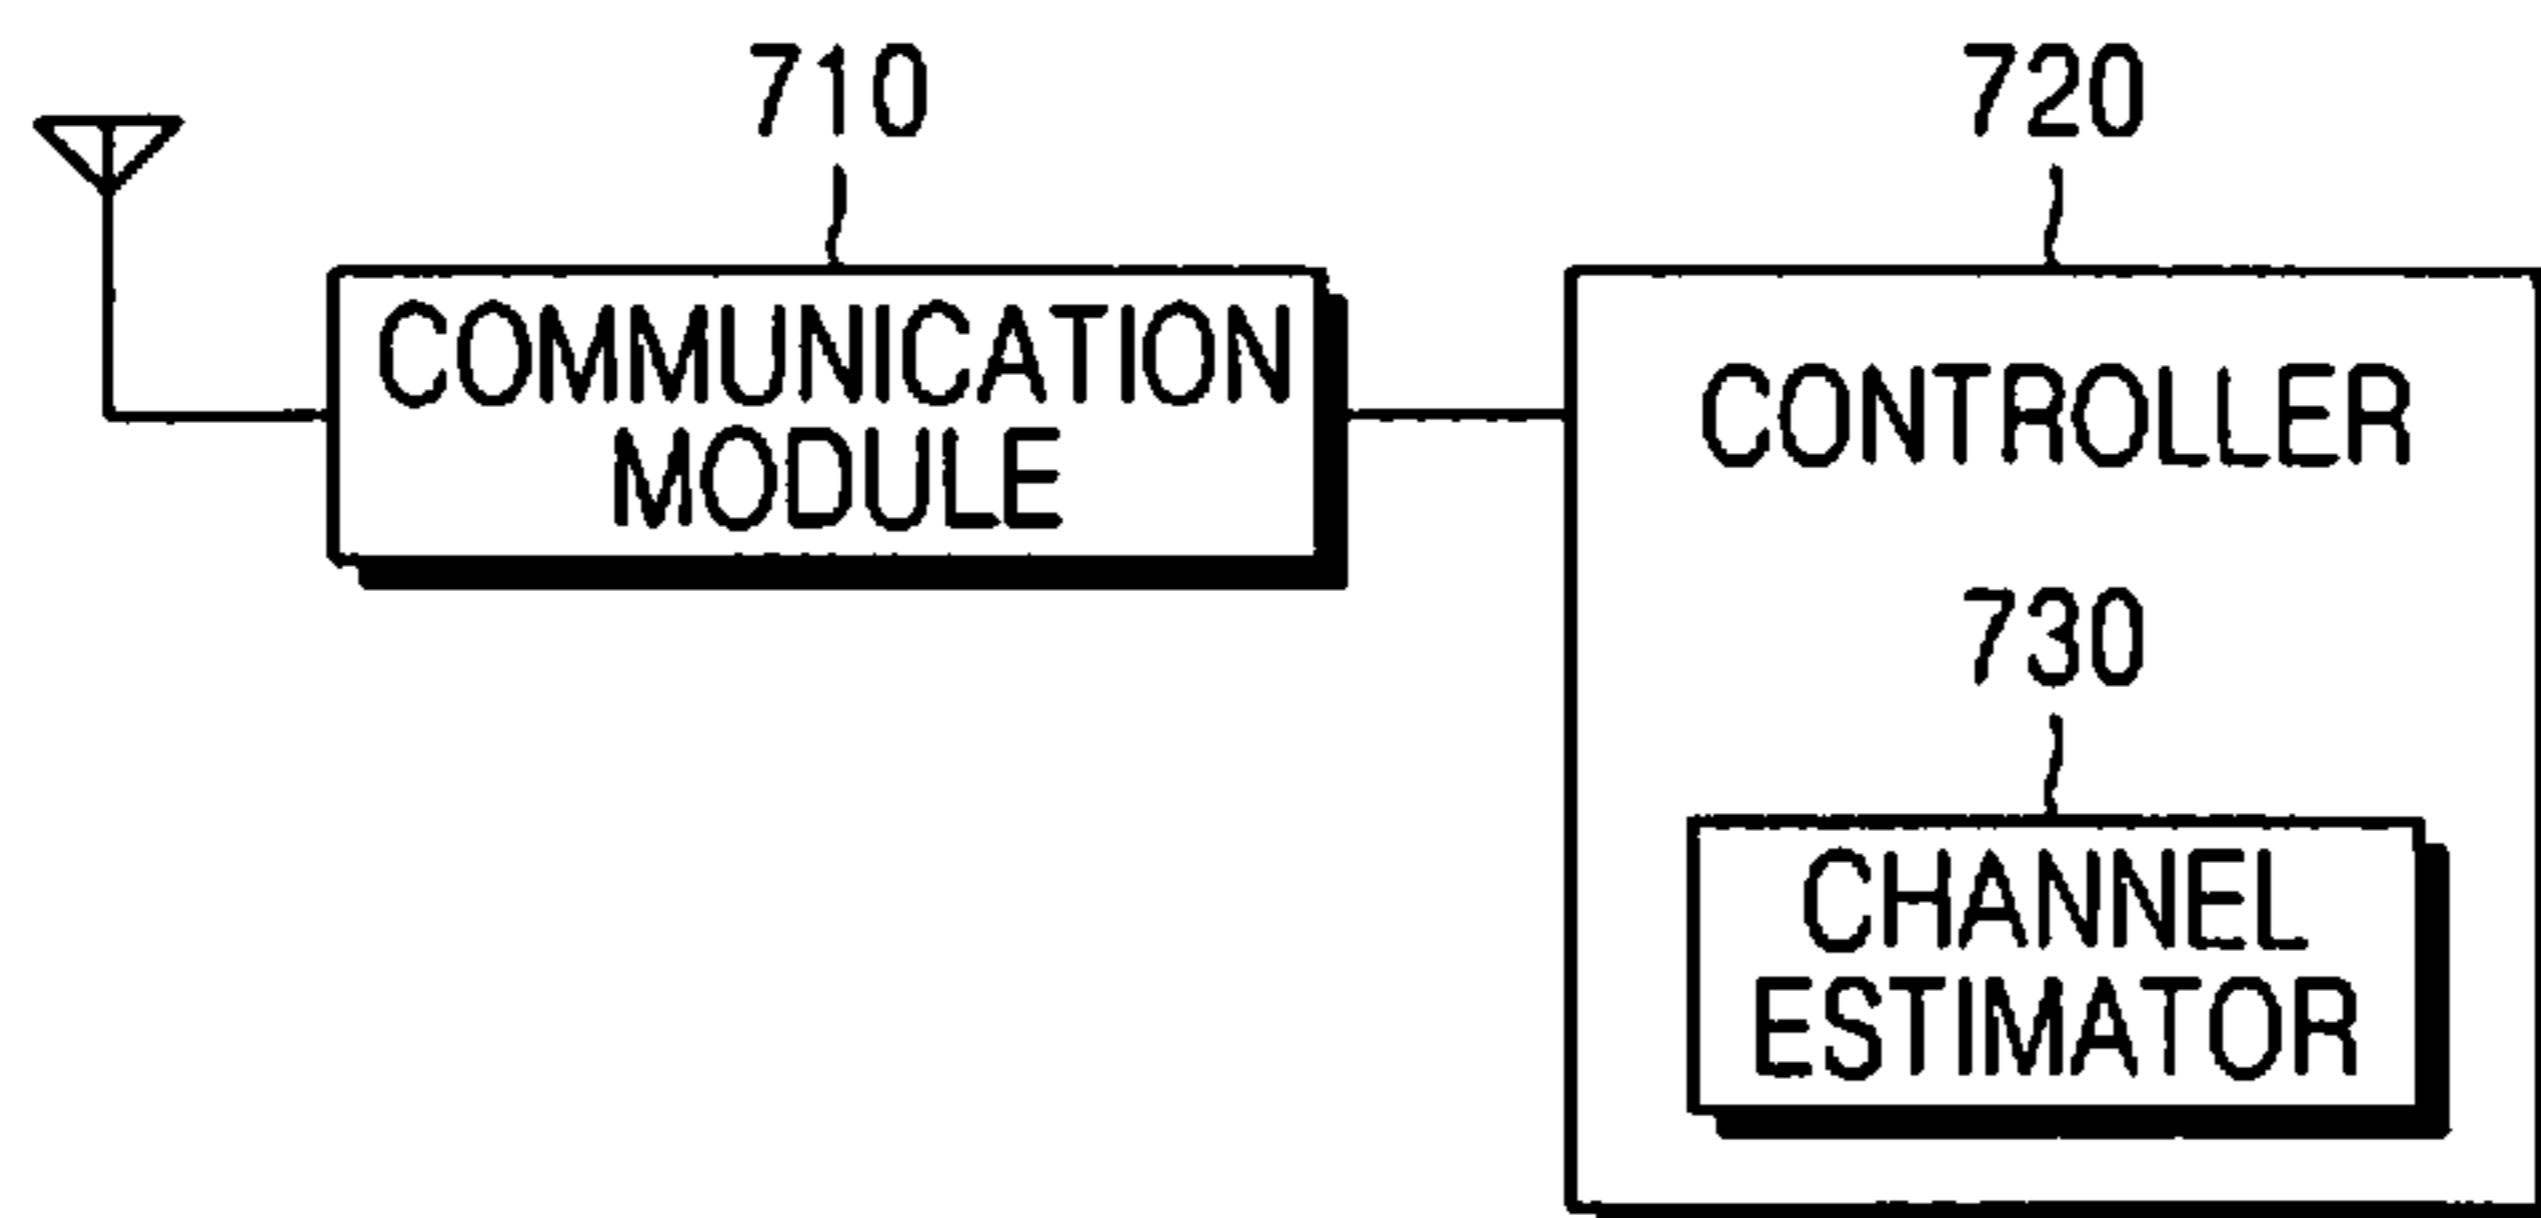 710
720
COMMUNICATION
MODULE
CONTROLLER
730
CHANNEL
ESTIMATOR